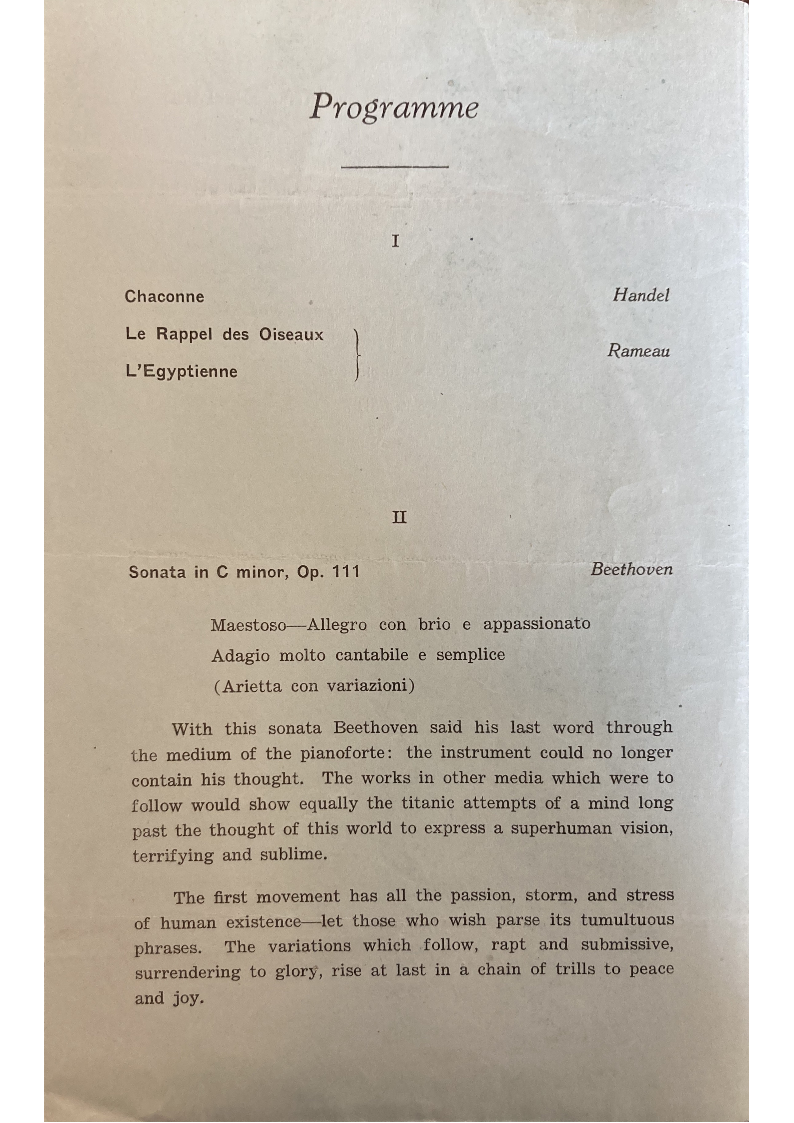 Programme
I
Chaonne Handel
Le Rappel des Oiseaux
Rameau
L'Egyptienne
II
Sonata in C minor, Op. 111 Beethoven
Maestoso—Allegro con brio e appassionato
Adagio molto cantabile e semplice
(Arietta con variazioni)
With this sonata Beethoven said his last word through
the medium of the pianoforte: the instrument could no longer
contain his thought. The works in other media which were to
follow would show equally the titanic attempts of a mind long
past the thought of this world to express a superhuman vision,
terrifying and sublime.
The first movement has all the passion, storm, and stress
of human existence—let those who wish parse its tumultuous
phrases. The variations which follow, rapt and submissive,
surrendering to glory, rise at last in a chain of trills to peace
and joy.